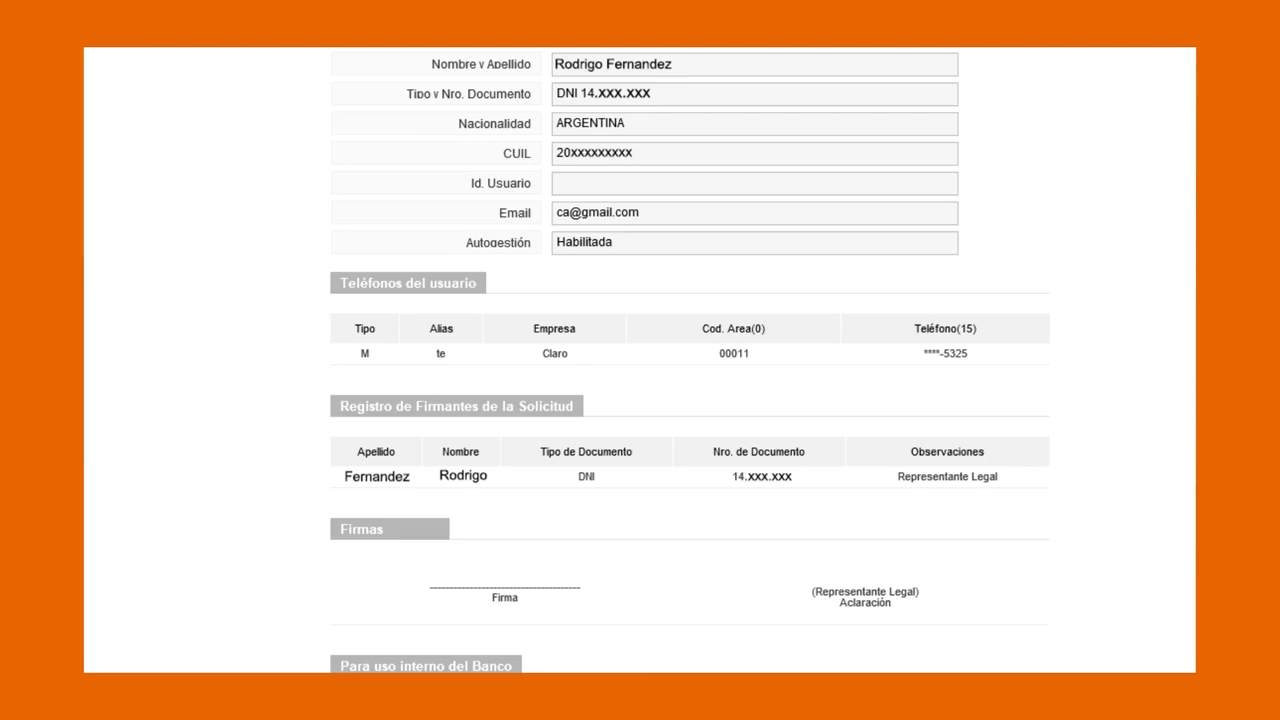 Nombre y Apellido Rodrigo Fernandez
Tipo y Nro. Documento DNI 14.XXX.XXX
Nacionalidad ARGENTINA
CUIL 20XXXXXXXXX
Id. Usuario
Email ca@gmail.com
Autogestión Habilitada
Teléfonos del usuario
Tipo Alias Empresa Cod. Area(0) Teléfono(15)
M te Claro 00011 ****-5325
Registro de Firmantes de la Solicitud
Apellido Nombre Tipo de Documento Nro. de Documento Observaciones
Fernandez Rodrigo DNI 14.XXX.XXX Representante Legal
Firmas
Firma (Representante Legal)
Aclaración
Para uso interno del Banco